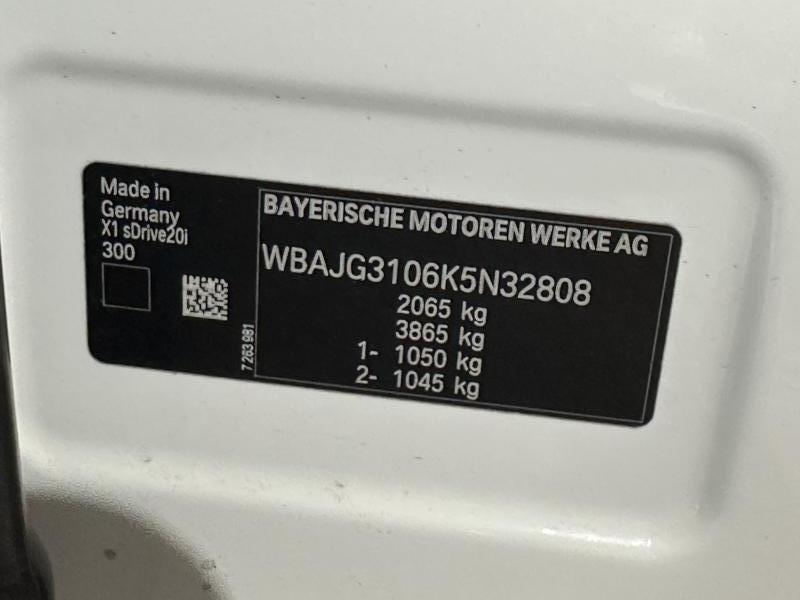 Made in
Germany
X1 sDrive20i
300
7 263 981
BAYERISCHE MOTOREN WERKE AG
WBAJG3106K5N32808
2065 kg
3865 kg
1- 1050 kg
2- 1045 kg